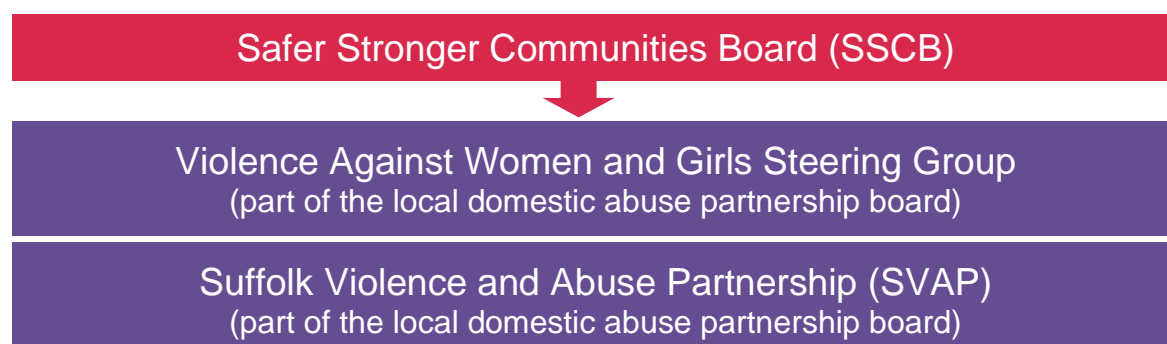 Safer Stronger Communities Board (SSCB)
Violence Against Women and Girls Steering Group
(part of the local domestic abuse partnership board)
Suffolk Violence and Abuse Partnership (SVAP)
(part of the local domestic abuse partnership board)